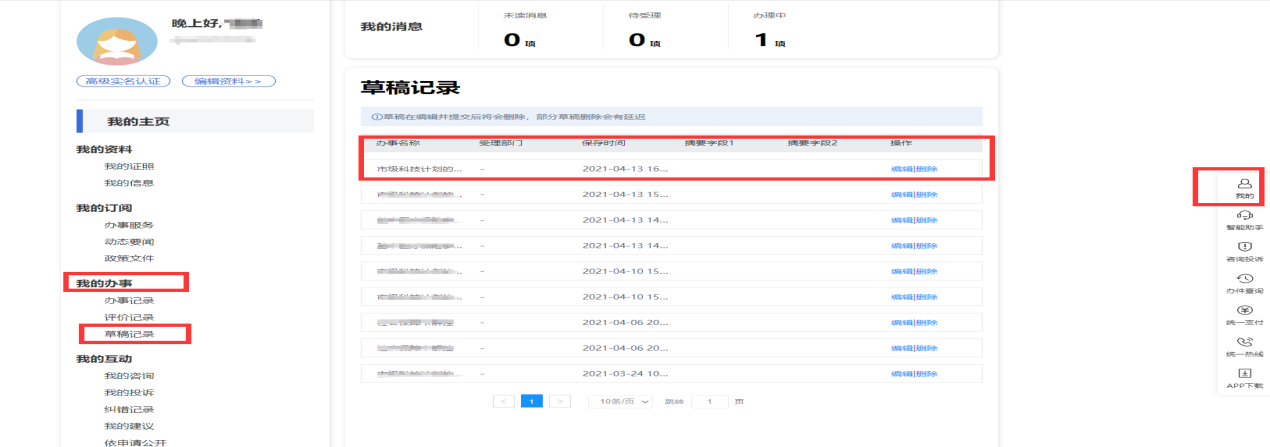 晚上好,
高级实名认证
编辑资料>>
我的主页
我的资料
我的证照
我的信息
我的订阅
办事服务
动态要闻
政策文件
我的办事
办事记录
评价记录
草稿记录
我的互动
我的咨询
我的投诉
纠错记录
我的建议
依申请公开
我的消息
未读消息
0 项
待受理
0 项
办理中
1 项
草稿记录
草稿在编辑并提交后将会删除，部分草稿删除会有延迟
办事名称 受理部门 保存时间 摘要字段1 摘要字段2 操作
市级科技计划的... - 2021-04-13 16... 编辑|删除
- 2021-04-13 15... 编辑|删除
- 2021-04-13 14... 编辑|删除
- 2021-04-13 14... 编辑|删除
- 2021-04-10 15... 编辑|删除
- 2021-04-10 15... 编辑|删除
- 2021-04-06 20... 编辑|删除
- 2021-04-06 20... 编辑|删除
- 2021-03-24 10... 编辑|删除
< 1 > 10条/页 跳转 1 页
我的
智能助手
咨询投诉
办件查询
统一支付
统一热线
APP下载